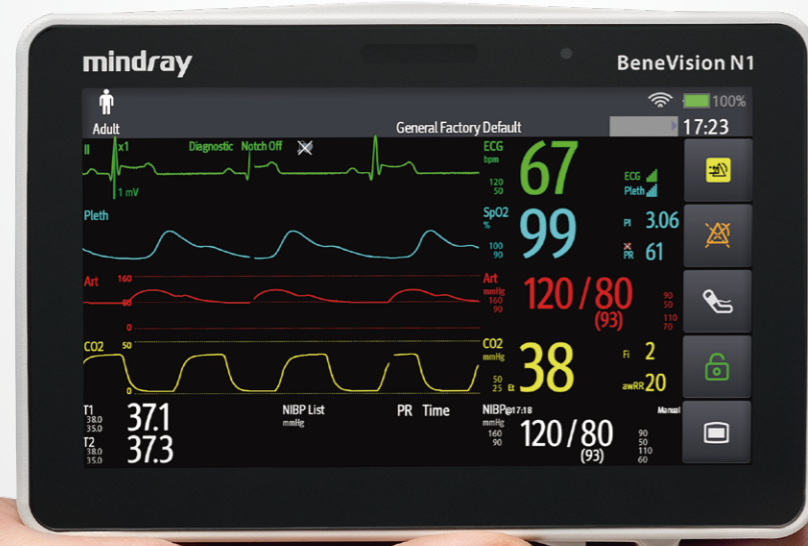 mindray BeneVision N1
100%
Adult General Factory Default 17:23
II x1 Diagnostic Notch Off
1 mV
ECG
bpm
120
50
67
ECG
Pleth
Pleth
SpO2
%
100
90
99
PI 3.06
PR 61
Art 160
80
0
Art
mmHg
160
90
120/80
(93)
90
50
110
70
CO2 50
0
CO2
mmHg
50
25
Et 38
Fi 2
awRR 20
T1
38.0
35.0
37.1
T2
38.0
35.0
37.3
NIBP List PR Time
mmHg
NIBP@17:18 Manual
mmHg
160
90
120/80
(93)
90
50
110
60